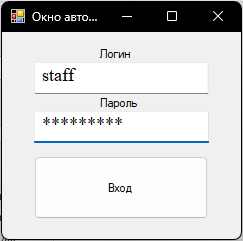 Окно авто...
Логин
staff
Пароль
*********
Вход